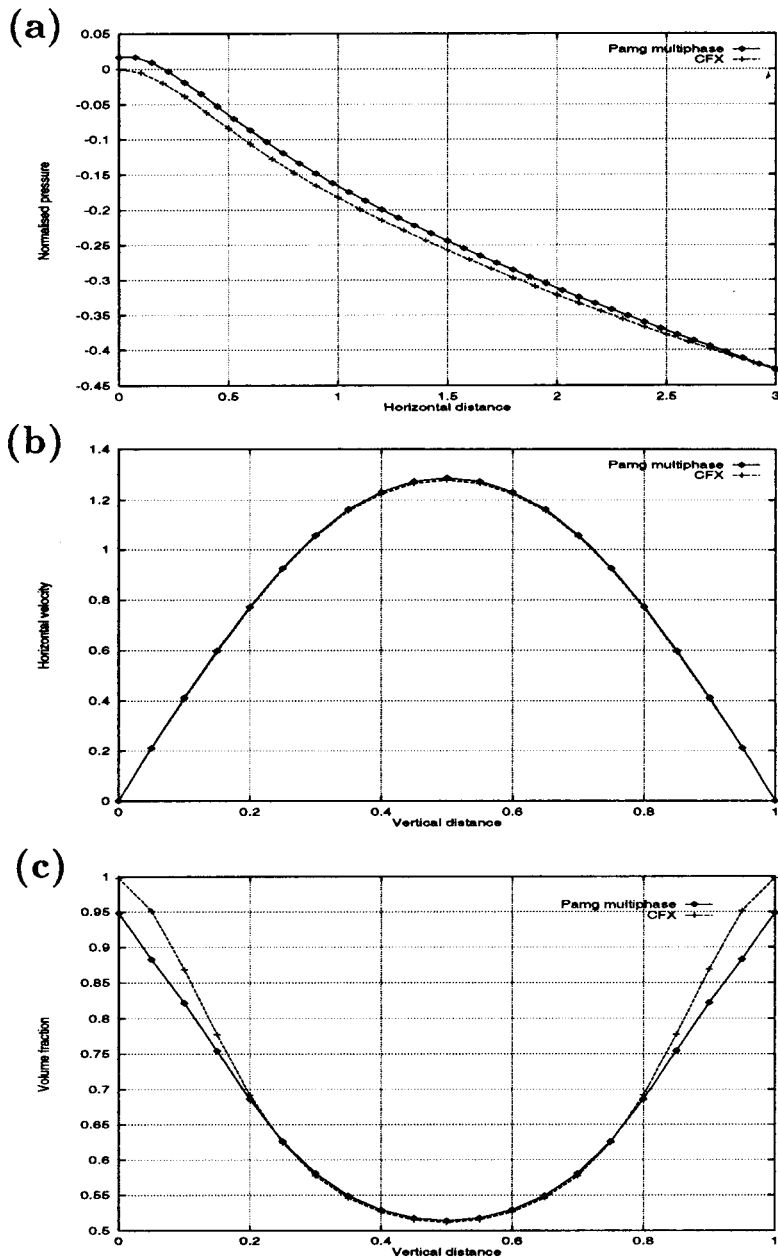 (a)
0.05
0
-0.05
-0.1
-0.15
-0.2
-0.25
-0.3
-0.35
-0.4
-0.45
Normalised pressure
Pamg multiphase
CFX
0 0.5 1 1.5 2 2.5 3
Horizontal distance
(b)
1.4
1.2
1
0.8
0.6
0.4
0.2
0
Horizontal velocity
Pamg multiphase
CFX
0 0.2 0.4 0.6 0.8 1
Vertical distance
(c)
1
0.95
0.9
0.85
0.8
0.75
0.7
0.65
0.6
0.55
0.5
Volume fraction
Pamg multiphase
CFX
0 0.2 0.4 0.6 0.8 1
Vertical distance